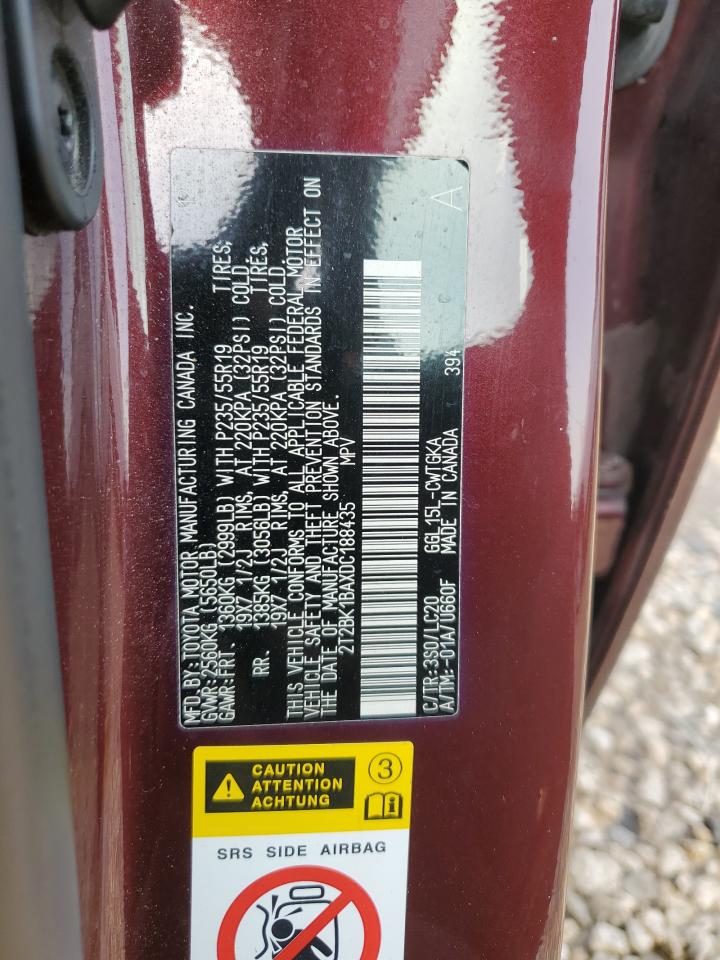 MFD.BY:TOYOTA MOTOR MANUFACTURING CANADA INC.
GVWR:2560KG (5650LB)
GAWR:FRT. 1360KG (2999LB) WITH P235/55R19 TIRES,
19X7 1/2J RIMS, AT 220KPA (32PSI) COLD
RR. 1385KG (3056LB) WITH P235/55R19 TIRES,
19X7 1/2J RIMS, AT 220KPA (32PSI) COLD
THIS VEHICLE CONFORMS TO ALL APPLICABLE FEDERAL MOTOR
VEHICLE SAFETY AND THEFT PREVENTION STANDARDS IN EFFECT ON
THE DATE OF MANUFACTURE SHOWN ABOVE.
2T2BK1BAXDC188435 MPV
C/TR:3S0/LC20 GGL15L-CWTGKA
A/TM:-01A/U660F MADE IN CANADA 394
A
CAUTION
ATTENTION
ACHTUNG
3
SRS SIDE AIRBAG